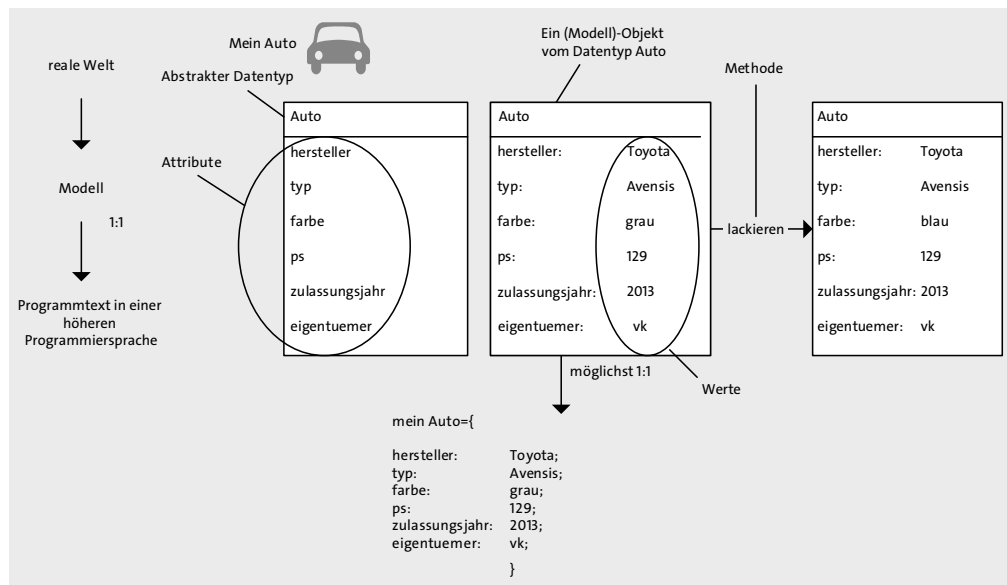 reale Welt
Modell
1:1
Programmtext in einer
höheren
Programmiersprache
Mein Auto
Abstrakter Datentyp
Attribute
Auto
hersteller
typ
farbe
ps
zulassungsjahr
eigentuemer
Ein (Modell)-Objekt
vom Datentyp Auto
Auto
hersteller: Toyota
typ: Avensis
farbe: grau
ps: 129
zulassungsjahr: 2013
eigentuemer: vk
Werte
Methode
lackieren
Auto
hersteller: Toyota
typ: Avensis
farbe: blau
ps: 129
zulassungsjahr: 2013
eigentuemer: vk
möglichst 1:1
mein Auto={
hersteller: Toyota;
typ: Avensis;
farbe: grau;
ps: 129;
zulassungsjahr: 2013;
eigentuemer: vk;
}